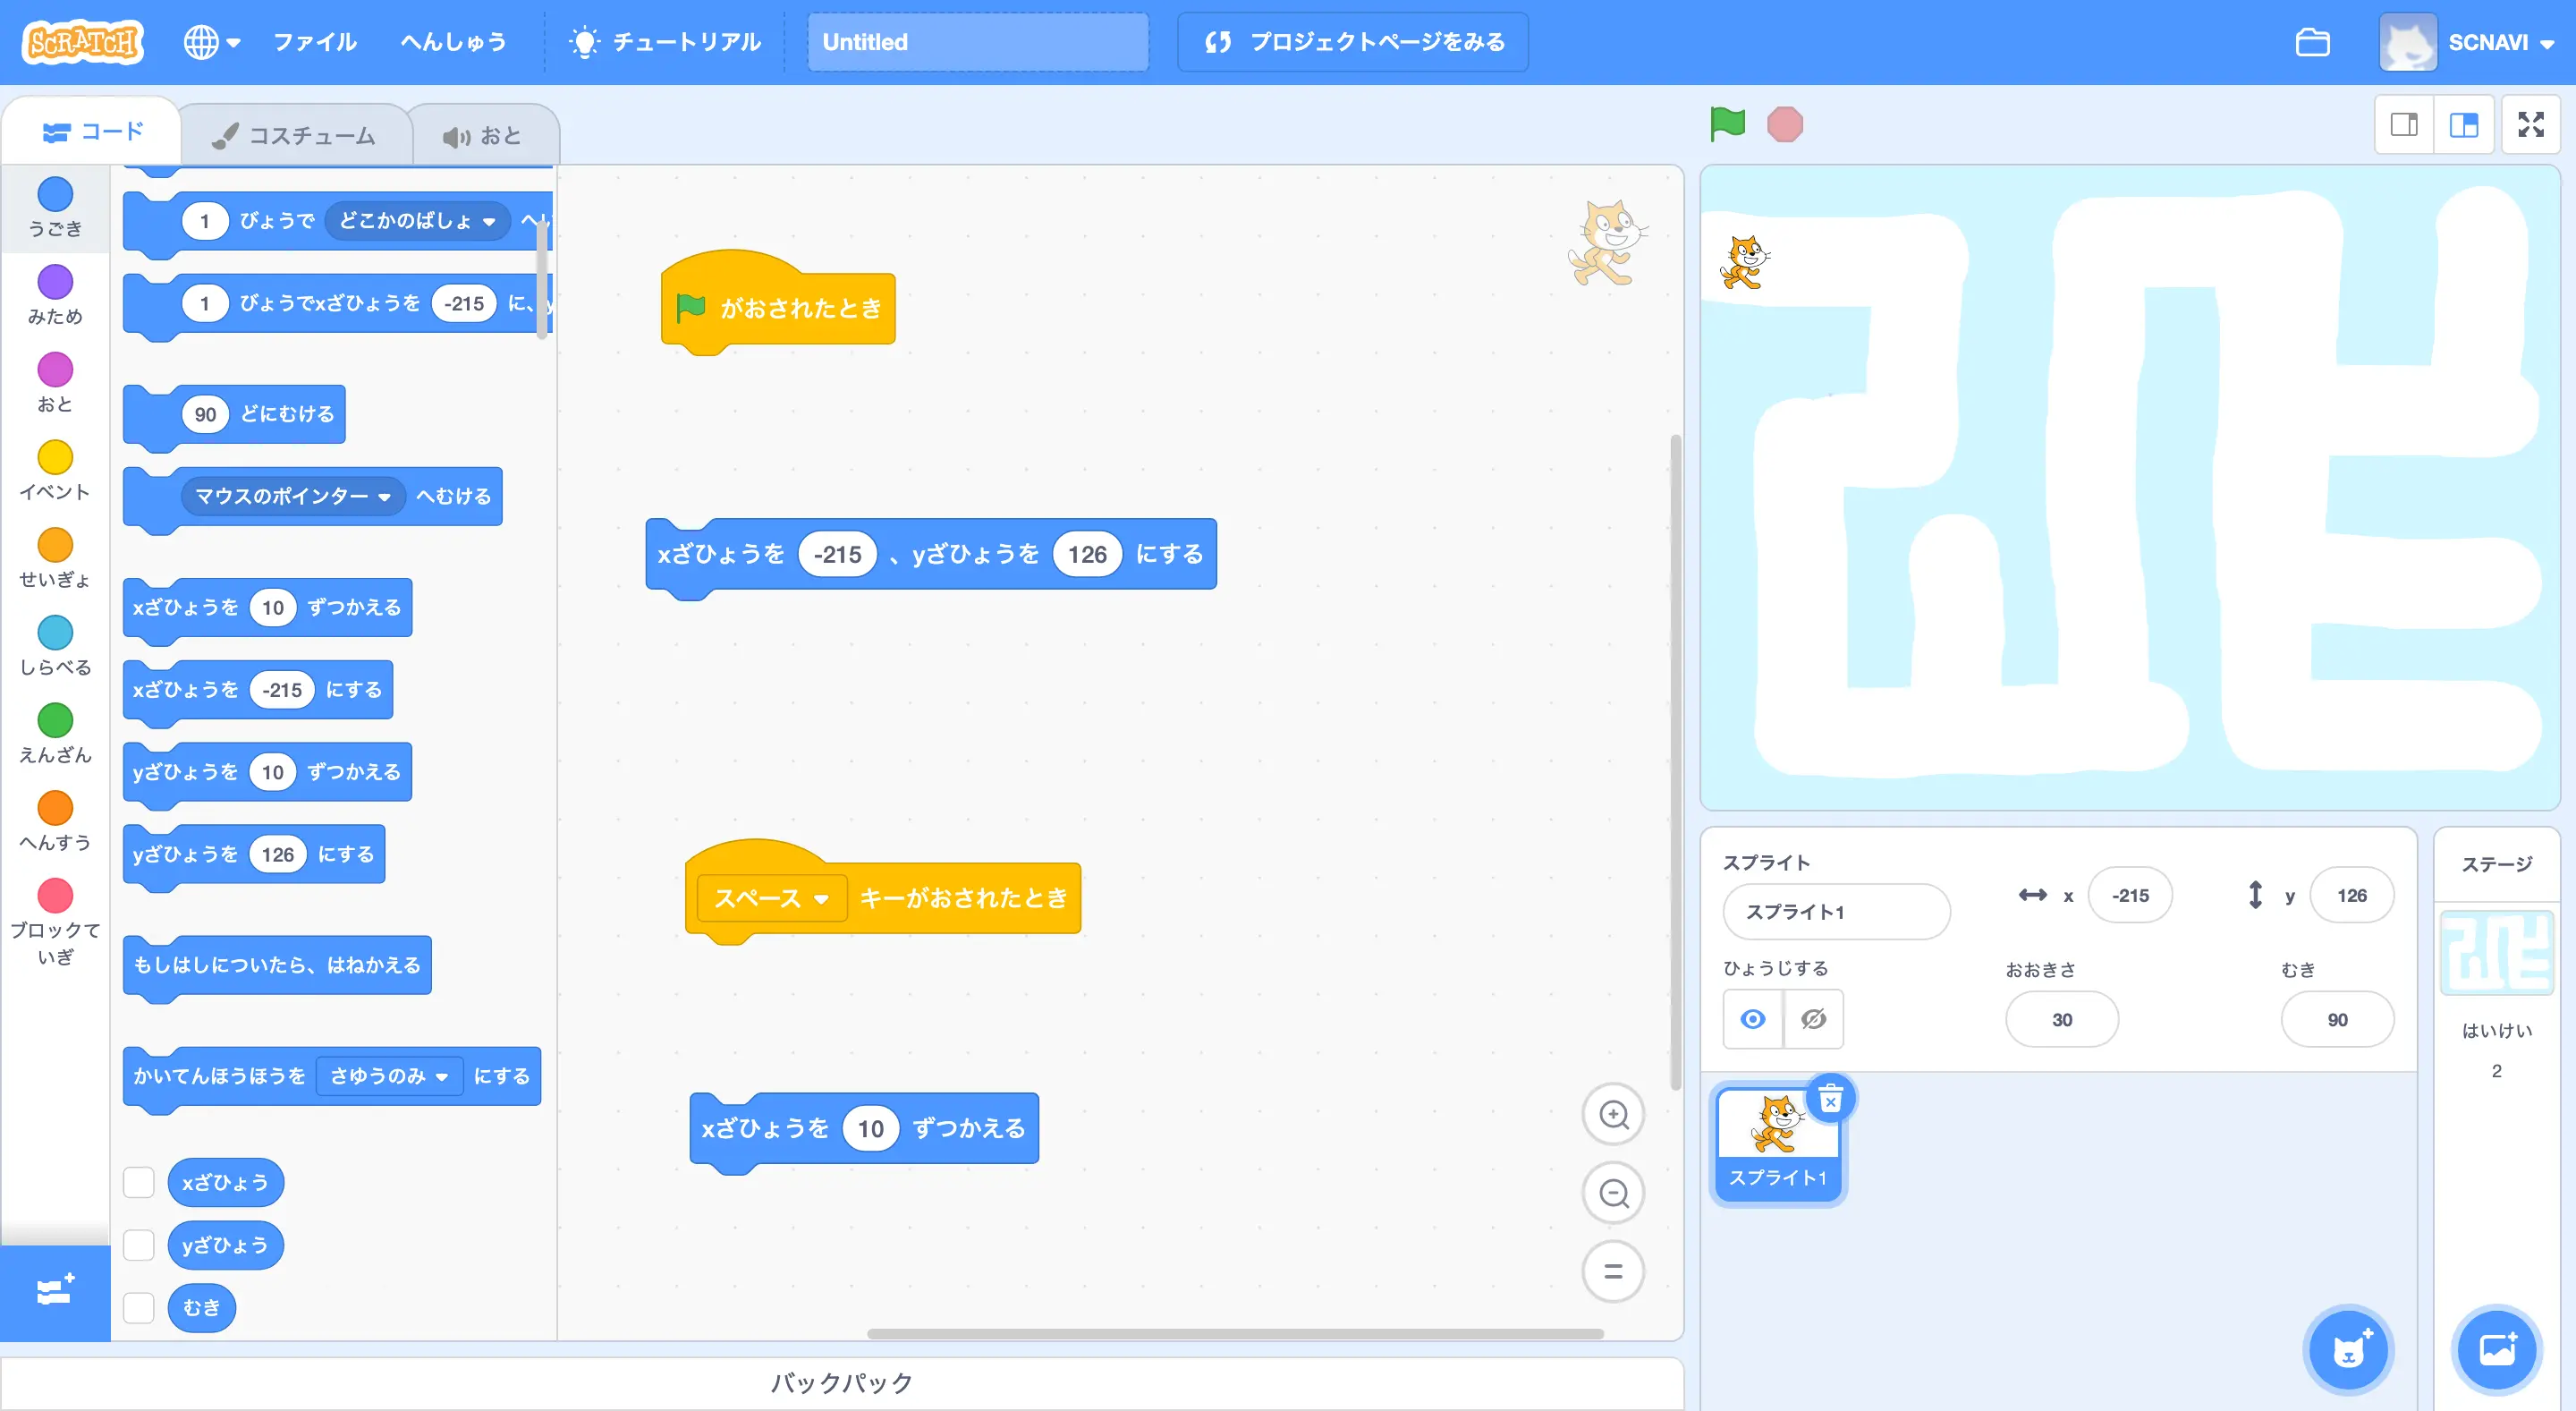 SCRATCH
ファイル
へんしゅう
チュートリアル
Untitled
プロジェクトページをみる
SCNAVI
コード
コスチューム
おと
うごき
みため
おと
イベント
せいぎょ
しらべる
えんざん
へんすう
ブロックて
いぎ
1 びょうで どこかのばしょ へい
1 びょうでxざひょうを -215 に、y
90 どにむける
マウスのポインター へむける
xざひょうを 10 ずつかえる
xざひょうを -215 にする
yざひょうを 10 ずつかえる
yざひょうを 126 にする
もしはしについたら、はねかえる
かいてんほうほうを さゆうのみ にする
xざひょう
yざひょう
むき
がおされたとき
xざひょうを -215 、yざひょうを 126 にする
スペース キーがおされたとき
xざひょうを 10 ずつかえる
バックパック
スプライト
スプライト1
x -215
y 126
ひょうじする
おおきさ
30
むき
90
スプライト1
ステージ
はいけい
2